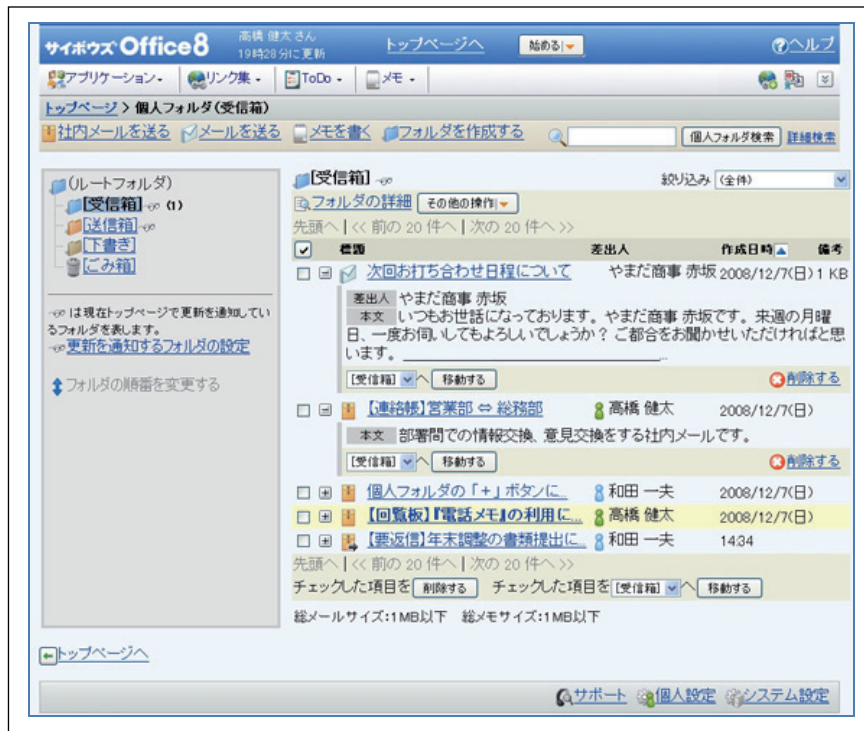 サイボウズ Office 8 高橋 健太 さん 19時28分に更新 トップページへ 始める ヘルプ
アプリケーション リンク集 ToDo メモ
トップページ > 個人フォルダ(受信箱)
社内メールを送る メールを送る メモを書く フォルダを作成する 個人フォルダ検索 詳細検索
(ルートフォルダ)
[受信箱] (1)
[送信箱]
[下書き]
[ごみ箱]
は現在トップページで更新を通知してい
るフォルダを表します。
更新を通知するフォルダの設定
フォルダの順番を変更する
[受信箱] 絞り込み (全件)
フォルダの詳細 その他の操作
先頭へ | << 前の 20 件へ | 次の 20 件へ >>
標題 差出人 作成日時 備考
次回お打ち合わせ日程について やまだ商事 赤坂 2008/12/7(日) 1 KB
差出人 やまだ商事 赤坂
本文 いつもお世話になっております。やまだ商事 赤坂です。来週の月曜
日、一度お伺いしてもよろしいでしょうか? ご都合をお聞かせいただければと思
います。 ...
[受信箱] へ 移動する 削除する
【連絡帳】営業部 ⇔ 総務部 高橋 健太 2008/12/7(日)
本文 部署間での情報交換、意見交換をする社内メールです。
[受信箱] へ 移動する 削除する
個人フォルダの「+」ボタンに... 和田 一夫 2008/12/7(日)
【回覧板】『電話メモ』の利用に... 高橋 健太 2008/12/7(日)
【要返信】年末調整の書類提出に... 和田 一夫 14:34
先頭へ | << 前の 20 件へ | 次の 20 件へ >>
チェックした項目を 削除する チェックした項目を [受信箱] へ 移動する
総メールサイズ:1 MB以下 総メモサイズ:1 MB以下
トップページへ
サポート 個人設定 システム設定